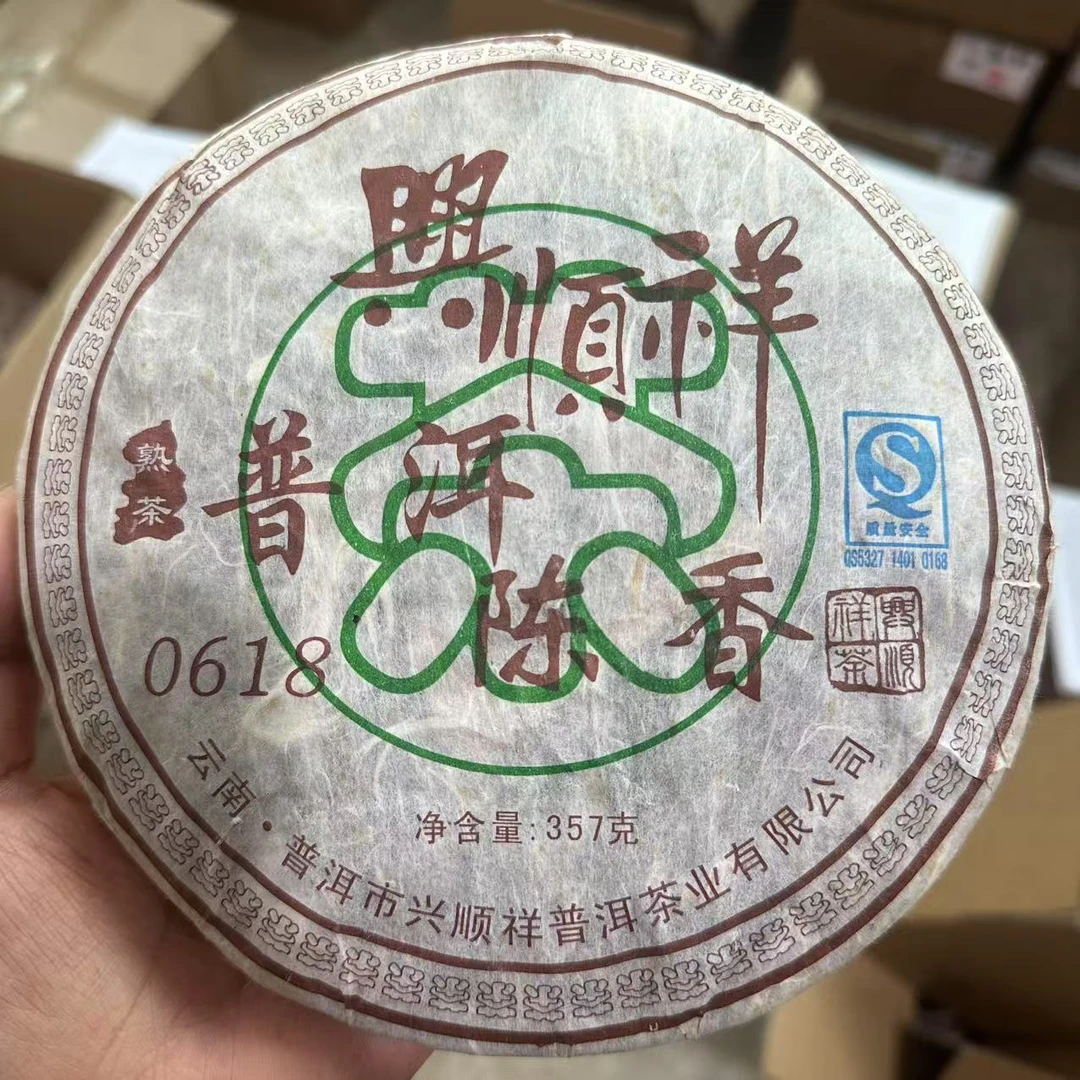 興順祥
普洱
陈香
熟茶
0618
质量安全
QS5327 1401 0168
興順
祥茶
净含量:357克
云南·普洱市兴顺祥普洱茶业有限公司